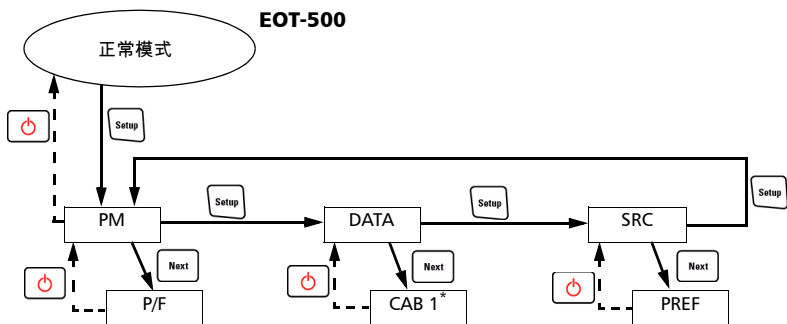 EOT-500
正常模式
Setup
Setup
PM
Setup
DATA
Setup
SRC
Next
Next
Next
P/F
CAB 1*
PREF